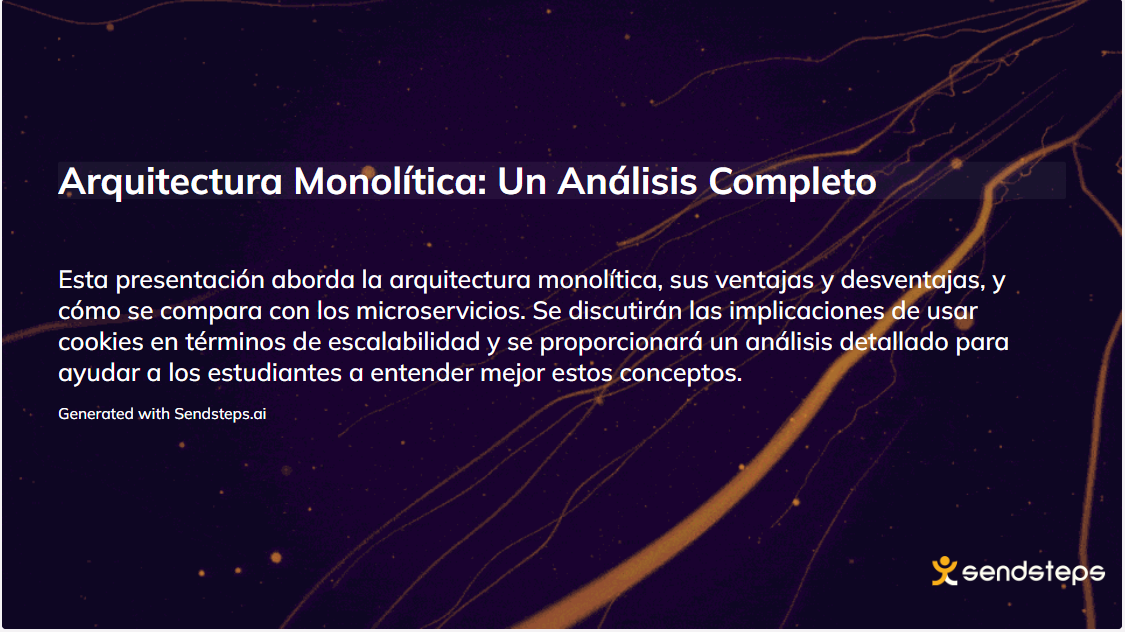 Arquitectura Monolítica: Un Análisis Completo
Esta presentación aborda la arquitectura monolítica, sus ventajas y desventajas, y
cómo se compara con los microservicios. Se discutirán las implicaciones de usar
cookies en términos de escalabilidad y se proporcionará un análisis detallado para
ayudar a los estudiantes a entender mejor estos conceptos.
Generated with Sendsteps.ai
sendsteps